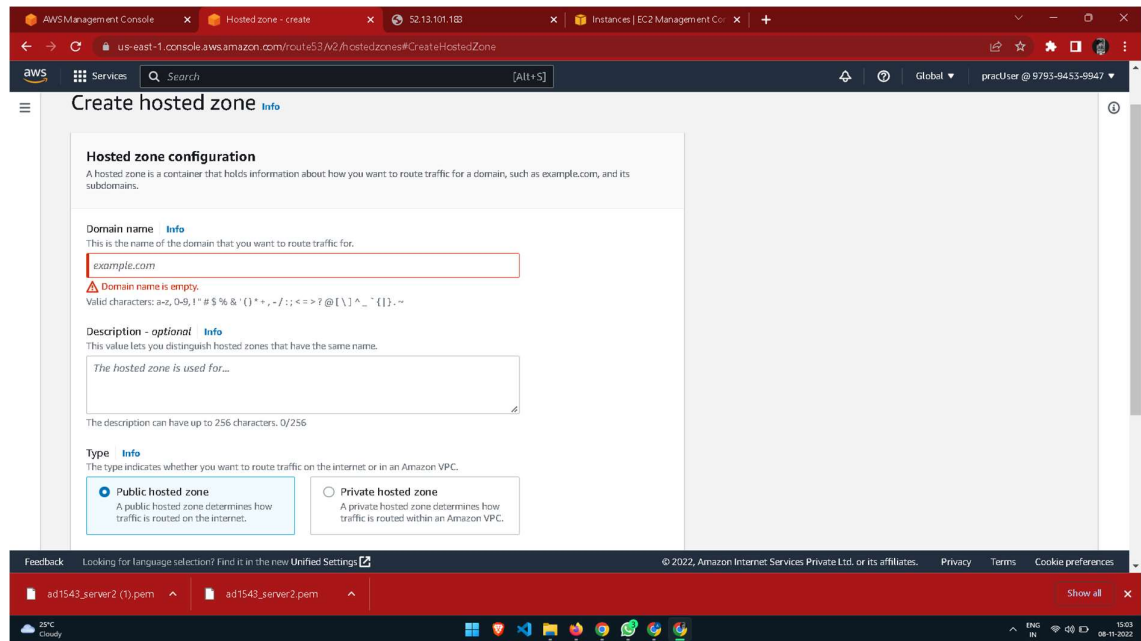 AWS Management Console
Hosted zone - create
52.13.101.183
Instances | EC2 Management Cor
us-east-1.console.aws.amazon.com/route53/v2/hostedzones#CreateHostedZone
aws
Services
Search
[Alt+S]
Global
pracUser @ 9793-9453-9947
Create hosted zone Info
Hosted zone configuration
A hosted zone is a container that holds information about how you want to route traffic for a domain, such as example.com, and its
subdomains.
Domain name Info
This is the name of the domain that you want to route traffic for.
example.com
Domain name is empty.
Valid characters: a-z, 0-9, ! " # $ % & ' ( ) * + , - / : ; < = > ? @ [ \ ] ^ _ ` { | } . ~
Description - optional Info
This value lets you distinguish hosted zones that have the same name.
The hosted zone is used for...
The description can have up to 256 characters. 0/256
Type Info
The type indicates whether you want to route traffic on the internet or in an Amazon VPC.
Public hosted zone
A public hosted zone determines how
traffic is routed on the internet.
Private hosted zone
A private hosted zone determines how
traffic is routed within an Amazon VPC.
Feedback
Looking for language selection? Find it in the new Unified Settings
© 2022, Amazon Internet Services Private Ltd. or its affiliates.
Privacy
Terms
Cookie preferences
ad1543_server2 (1).pem
ad1543_server2.pem
Show all
25°C
Cloudy
ENG
IN
15:03
08-11-2022